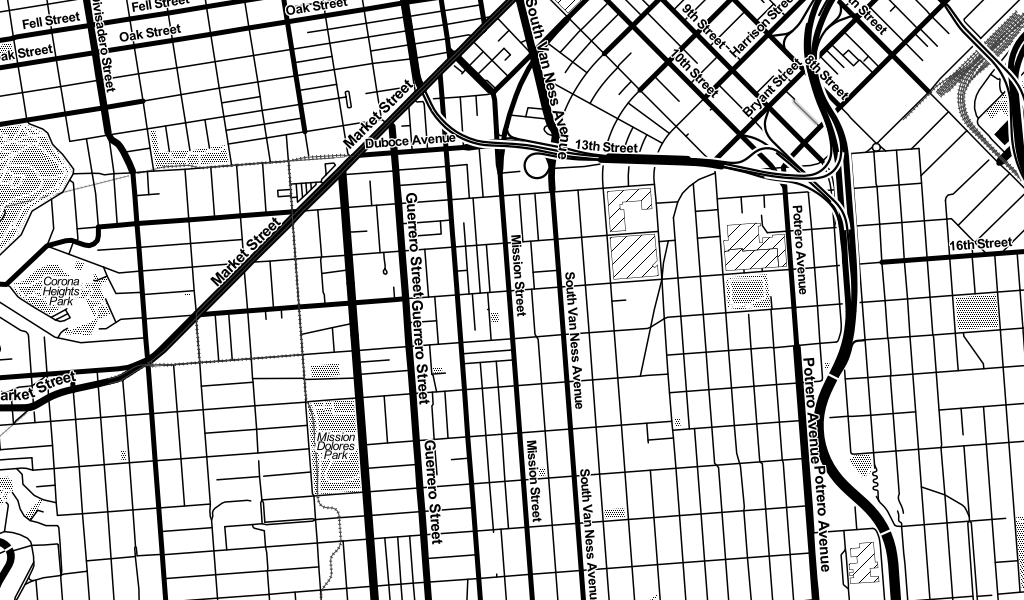 Fell Street
Fell Street
Oak Street
Oak Street
Oak Street
Divisadero Street
South Van Ness Avenue
9th Street
10th Street
Harrison Street
Bryant Street
6th Street
Market Street
Duboce Avenue
13th Street
16th Street
Market Street
Guerrero Street
Guerrero Street
Guerrero Street
Mission Street
Mission Street
South Van Ness Avenue
South Van Ness Avenue
Potrero Avenue
Potrero Avenue
Potrero Avenue
Corona
Heights
Park
Market Street
Mission
Dolores
Park